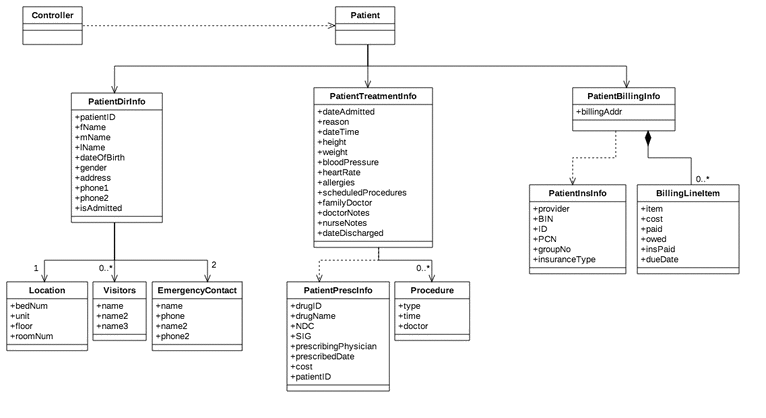 Controller
Patient
PatientDirInfo
+patientID
+fName
+mName
+lName
+dateOfBirth
+gender
+address
+phone1
+phone2
+isAdmitted
PatientTreatmentInfo
+dateAdmitted
+reason
+dateTime
+height
+weight
+bloodPressure
+heartRate
+allergies
+scheduledProcedures
+familyDoctor
+doctorNotes
+nurseNotes
+dateDischarged
PatientBillingInfo
+billingAddr
PatientInsInfo
+provider
+BIN
+ID
+PCN
+groupNo
+insuranceType
0..*
BillingLineItem
+item
+cost
+paid
+owed
+insPaid
+dueDate
1
Location
+bedNum
+unit
+floor
+roomNum
0..*
Visitors
+name
+name2
+name3
2
EmergencyContact
+name
+phone
+name2
+phone2
PatientPrescInfo
+drugID
+drugName
+NDC
+SIG
+prescribingPhysician
+prescribedDate
+cost
+patientID
0..*
Procedure
+type
+time
+doctor